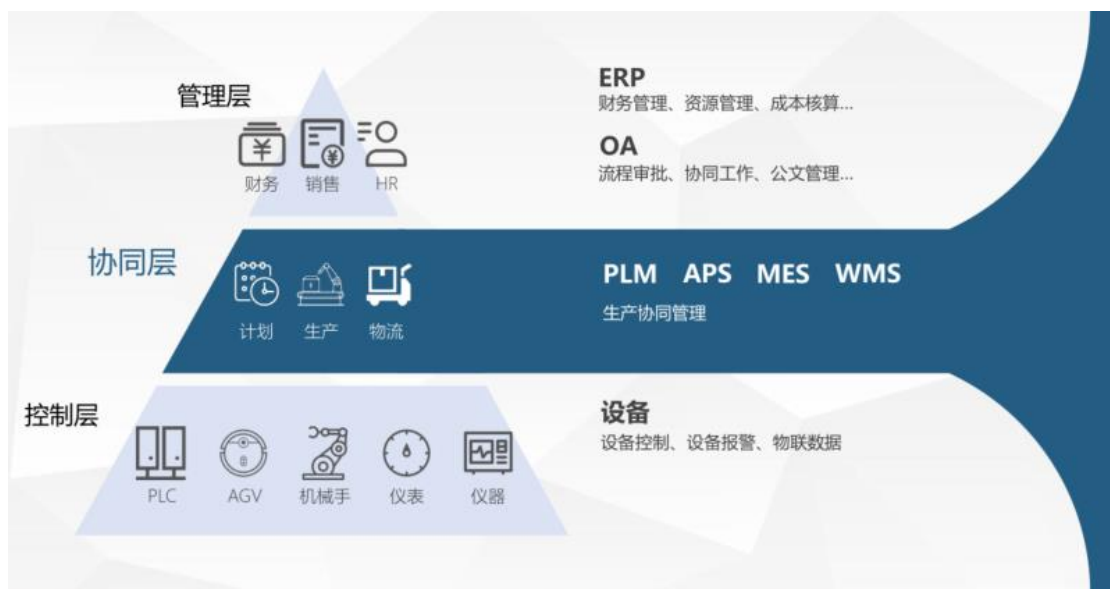 管理层
财务 销售 HR
ERP
财务管理、资源管理、成本核算...
OA
流程审批、协同工作、公文管理...
协同层
计划 生产 物流
PLM APS MES WMS
生产协同管理
控制层
PLC AGV 机械手 仪表 仪器
设备
设备控制、设备报警、物联数据